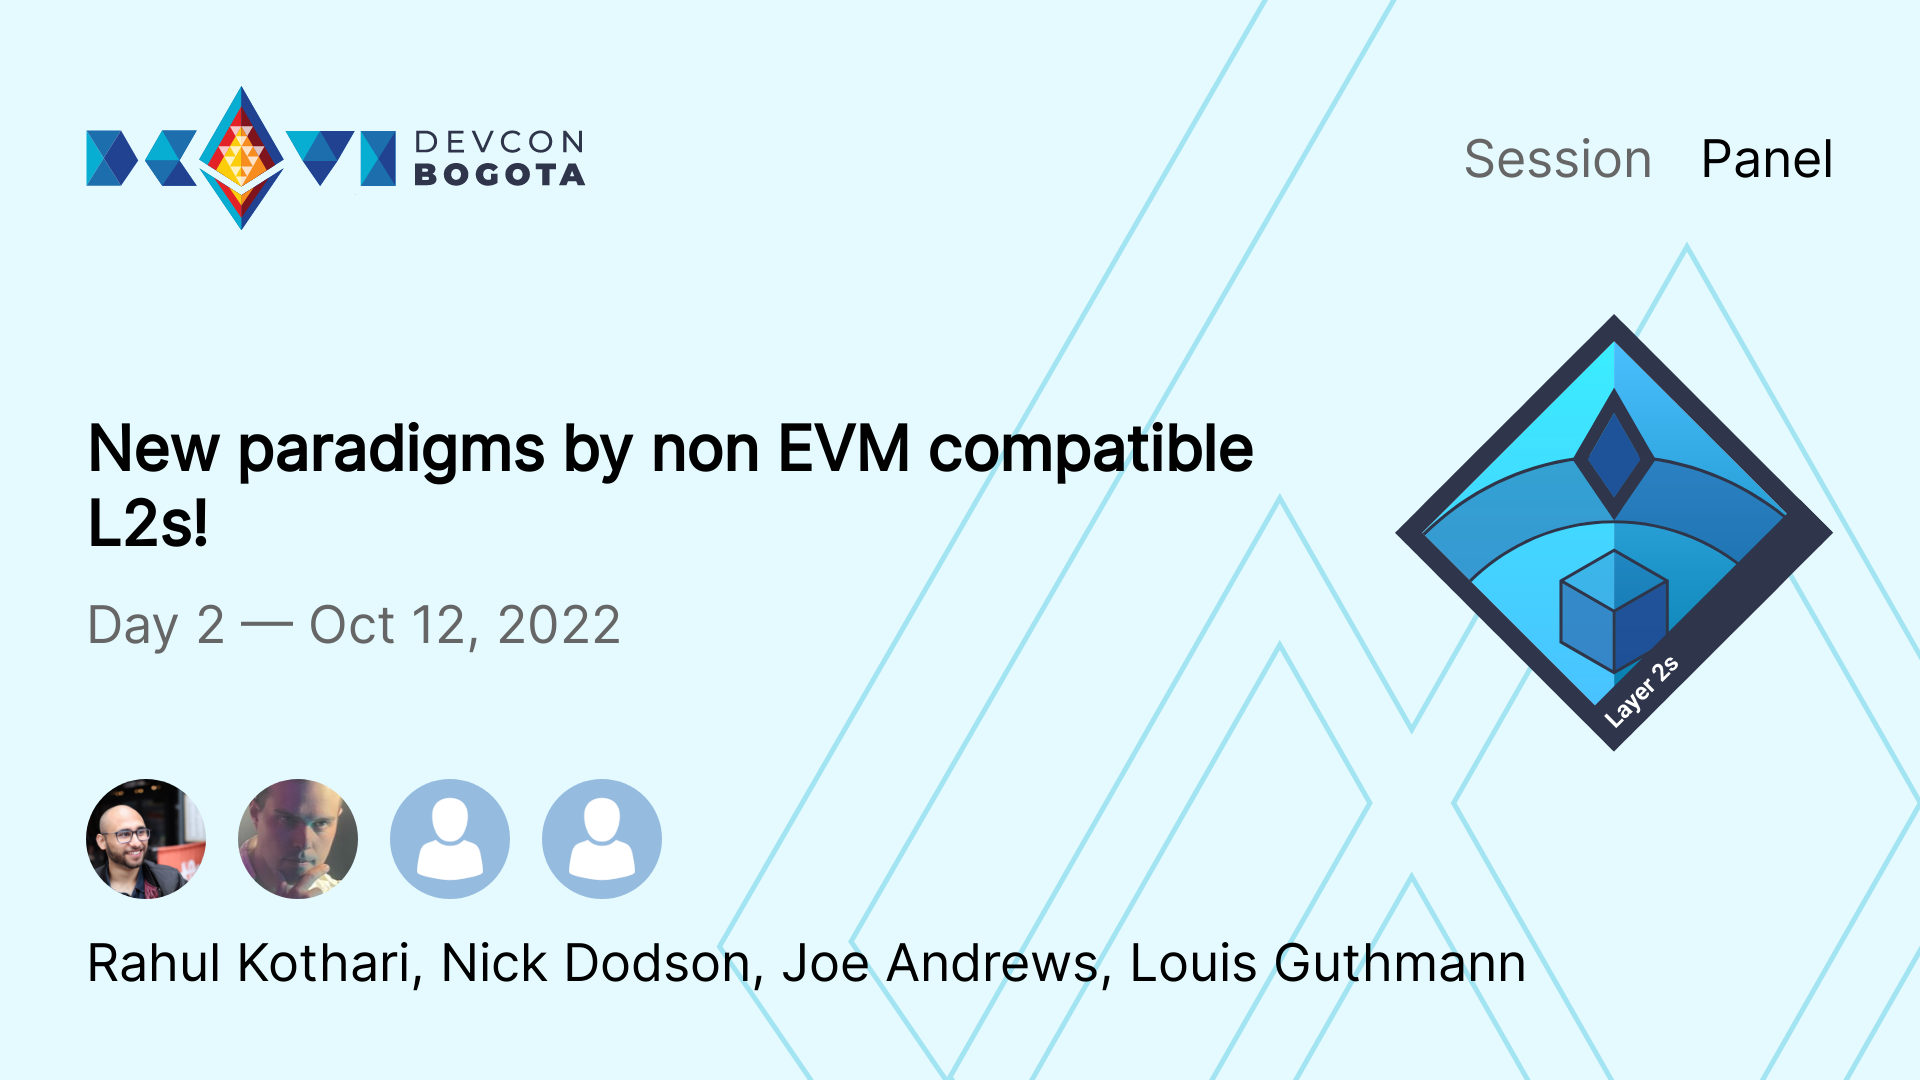 DEVCON
BOGOTA
Session Panel
New paradigms by non EVM compatible
L2s!
Day 2 — Oct 12, 2022
Layer 2s
Rahul Kothari, Nick Dodson, Joe Andrews, Louis Guthmann